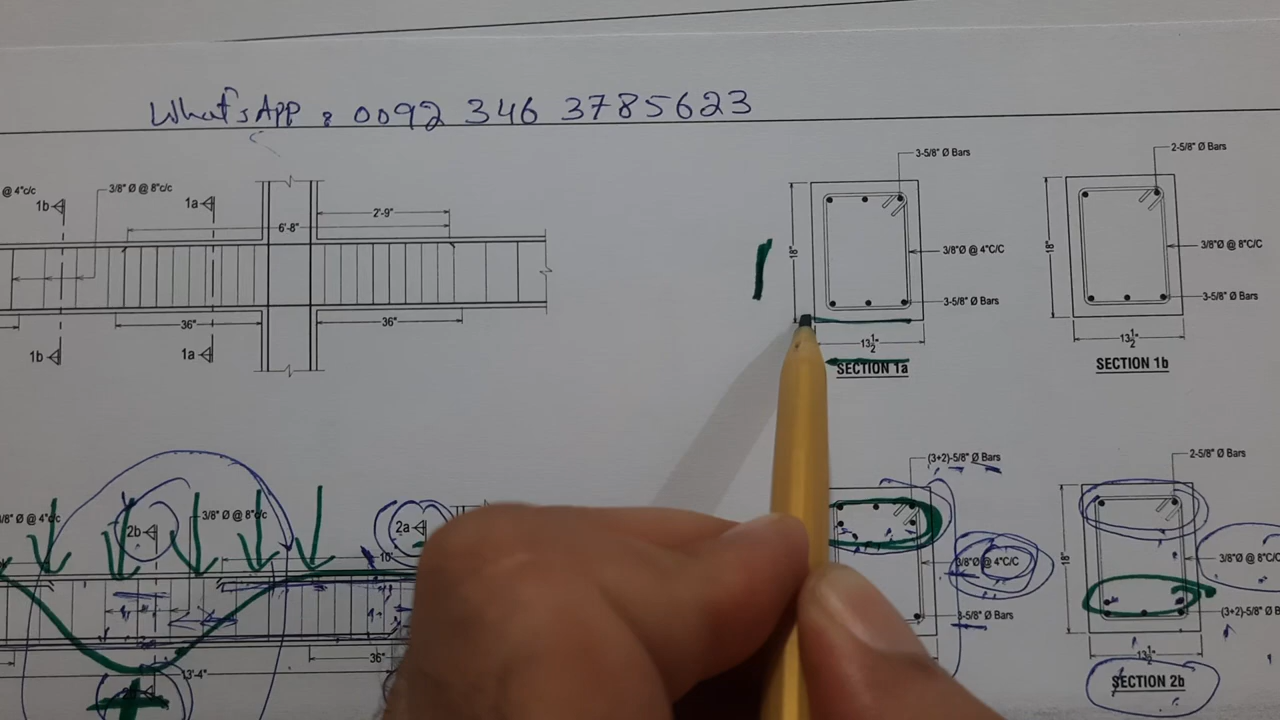 What'sApp : 0092 346 3785623
3-5/8" Ø Bars
2-5/8" Ø Bars
@ 4"c/c
3/8" Ø @ 8"c/c
1b
1a
2'-9"
6'-8"
18"
3/8"Ø @ 4"C/C
18"
3/8"Ø @ 8"C/C
3-5/8" Ø Bars
3-5/8" Ø Bars
36"
36"
1b
1a
13½"
13½"
SECTION 1a
SECTION 1b
(3+2)-5/8" Ø Bars
2-5/8" Ø Bars
3/8" Ø @ 4"c/c
2b
3/8"Ø @ 8"c/c
2a
10'
3/8"Ø @ 4"C/C
18"
3/8"Ø @ 8"C/C
3-5/8" Ø Bars
(3+2)-5/8" Ø B
36"
13'-4"
13½"
SECTION 2b